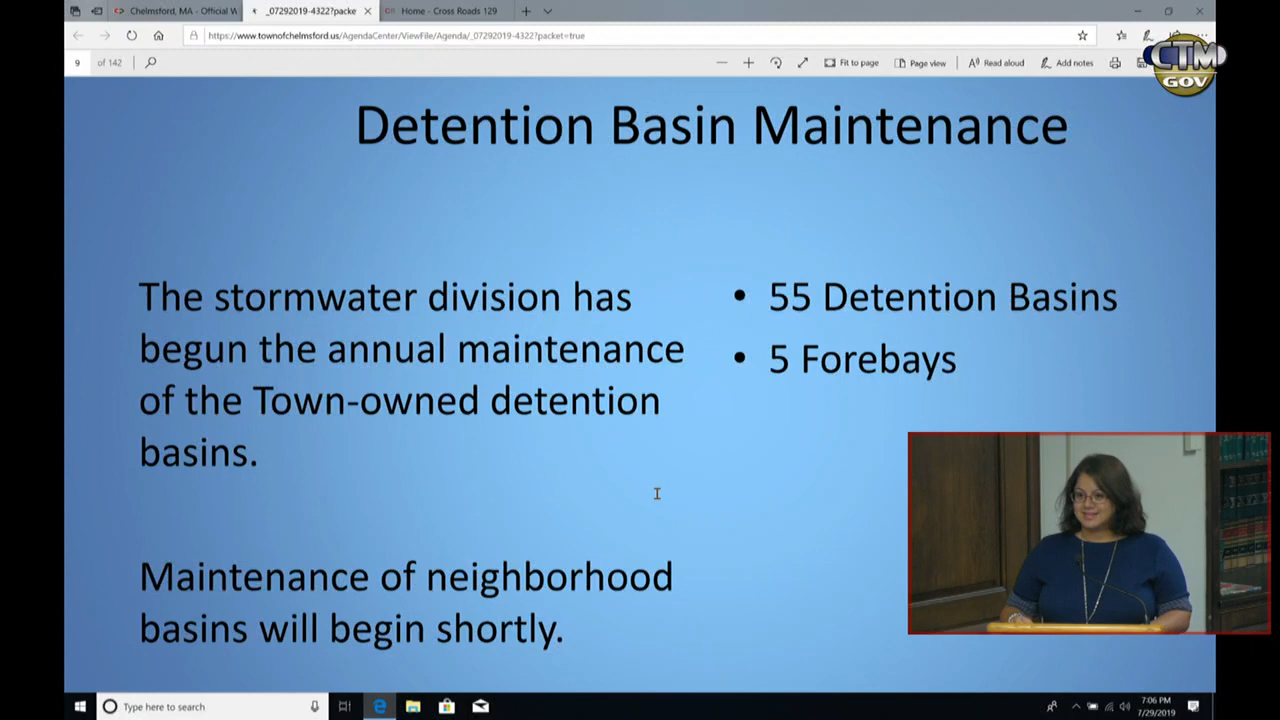 Chelmsford, MA - Official W
_07292019-4322?packe
Home - Cross Roads 129
https://www.townofchelmsford.us/AgendaCenter/ViewFile/Agenda/_07292019-4322?packet=true
9 of 142
Fit to page
Page view
Read aloud
Add notes
CTM
GOV
Detention Basin Maintenance
The stormwater division has
begun the annual maintenance
of the Town-owned detention
basins.
Maintenance of neighborhood
basins will begin shortly.
• 55 Detention Basins
• 5 Forebays
Type here to search
7:06 PM
7/29/2019